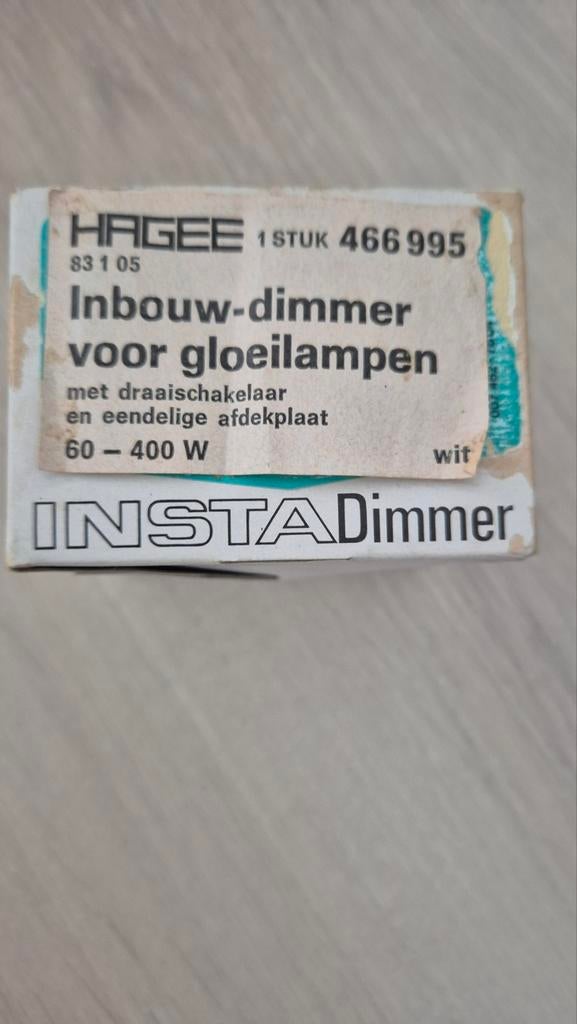 HAGEE 1 STUK 466 995
83 1 05
Inbouw-dimmer
voor gloeilampen
met draaischakelaar
en eendelige afdekplaat
60 – 400 W wit
INSTADimmer